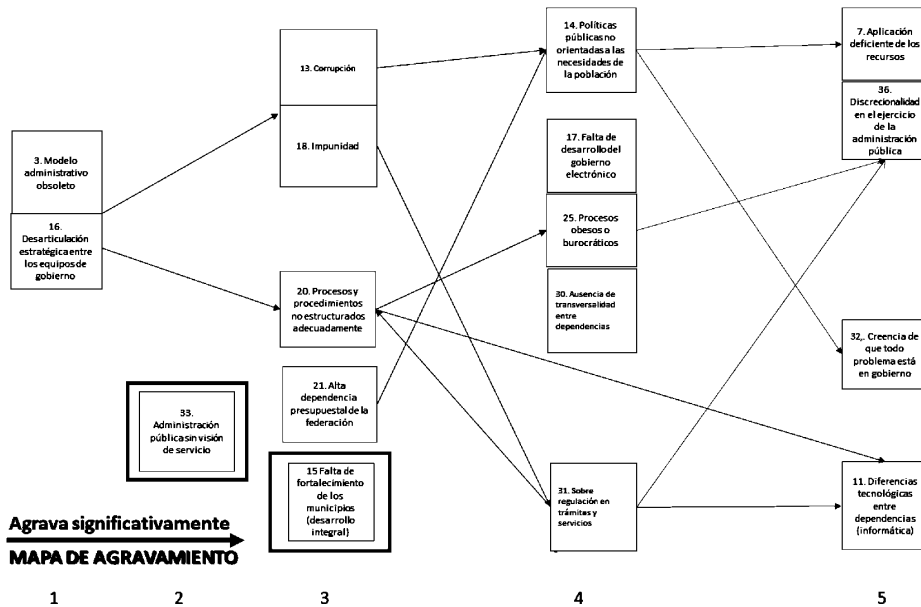 3. Modelo
administrativo
obsoleto
16.
Desarticulación
estratégica entre
los equipos de
gobierno
33.
Administración
pública sin visión
de servicio
13. Corrupción
18. Impunidad
20. Procesos y
procedimientos
no estructurados
adecuadamente
21. Alta
dependencia
presupuestal de la
federación
15 Falta de
fortalecimiento
de los
municipios
(desarrollo
integral)
14. Políticas
públicas no
orientadas a las
necesidades de
la población
17. Falta de
desarrollo del
gobierno
electrónico
25. Procesos
obesos o
burocráticos
30. Ausencia de
transversalidad
entre
dependencias
31. Sobre
regulación en
trámites y
servicios
7. Aplicación
deficiente de los
recursos
36.
Discrecionalidad
en el ejercicio
de la
administración
pública
32,. Creencia de
que todo
problema está
en gobierno
11. Diferencias
tecnológicas
entre
dependencias
(informática)
Agrava significativamente
MAPA DE AGRAVAMIENTO
1 2 3 4 5